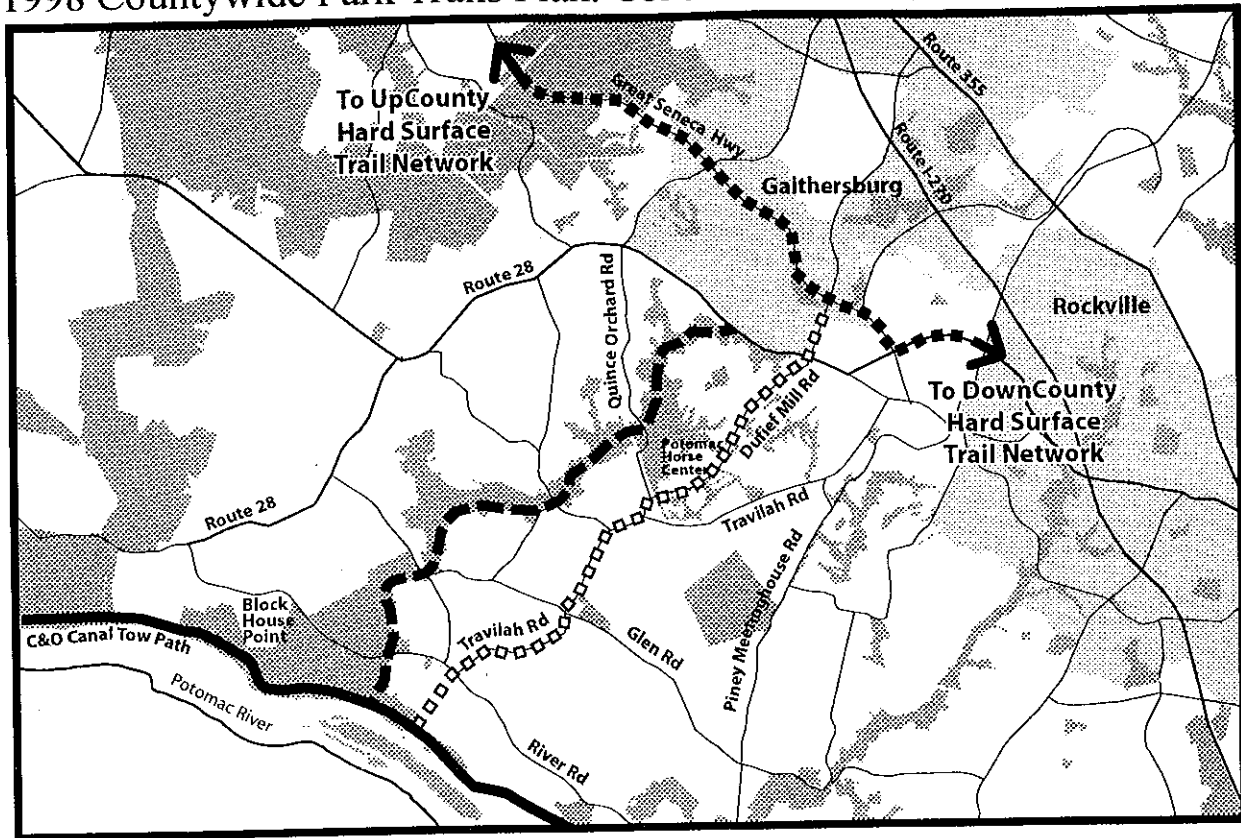 1998 Countywide Park Trails Plan:
Route 355
To UpCounty
Hard Surface
Trail Network
Great Seneca Hwy
Route I-270
Gaithersburg
Route 28
Quince Orchard Rd
Rockville
To DownCounty
Hard Surface
Trail Network
Dufief Mill Rd
Potomac
Horse
Center
Route 28
Travilah Rd
Piney Meetinghouse Rd
Block
House
Point
C&O Canal Tow Path
Travilah Rd
Glen Rd
Potomac River
River Rd